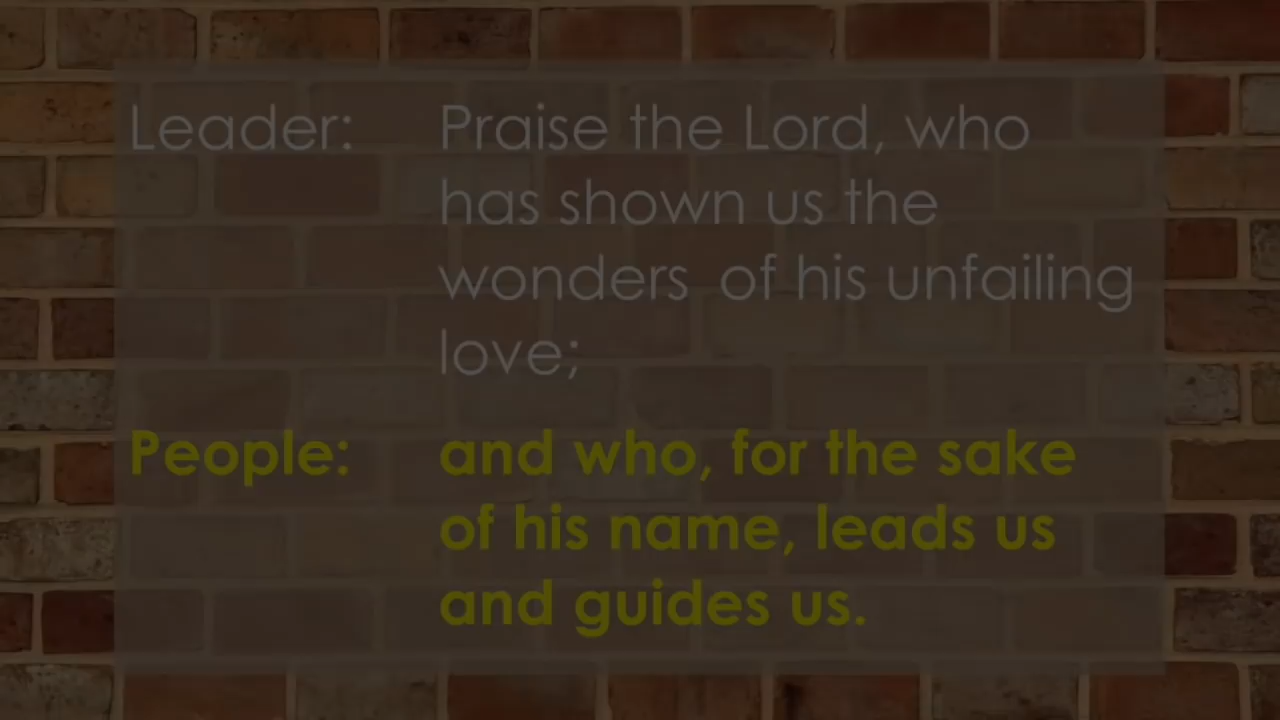 Leader: Praise the Lord, who
has shown us the
wonders of his unfailing
love;
People: and who, for the sake
of his name, leads us
and guides us.